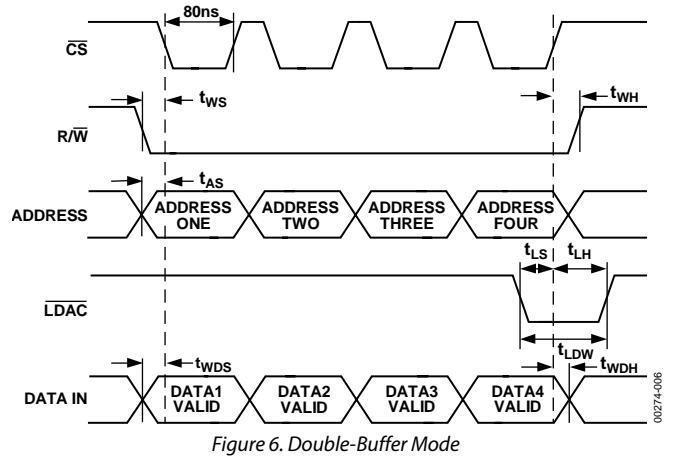 80ns
CS
tWS
tWH
R/W
tAS
ADDRESS
ADDRESS ONE
ADDRESS TWO
ADDRESS THREE
ADDRESS FOUR
tLS
tLH
LDAC
tLDW
tWDS
tWDH
DATA IN
DATA1 VALID
DATA2 VALID
DATA3 VALID
DATA4 VALID
00274-006
Figure 6. Double-Buffer Mode